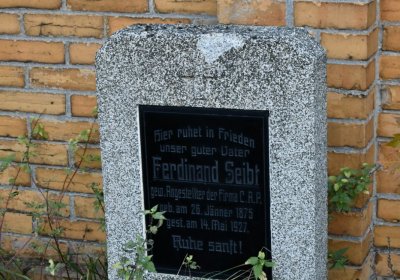 Hier ruhet in Frieden
unser guter Vater
Ferdinand Seibt
gew. Angestellter der Firma C.A.P.
geb. am 26. Jänner 1875
gest. am 14. Mai 1927.
Ruhe sanft!